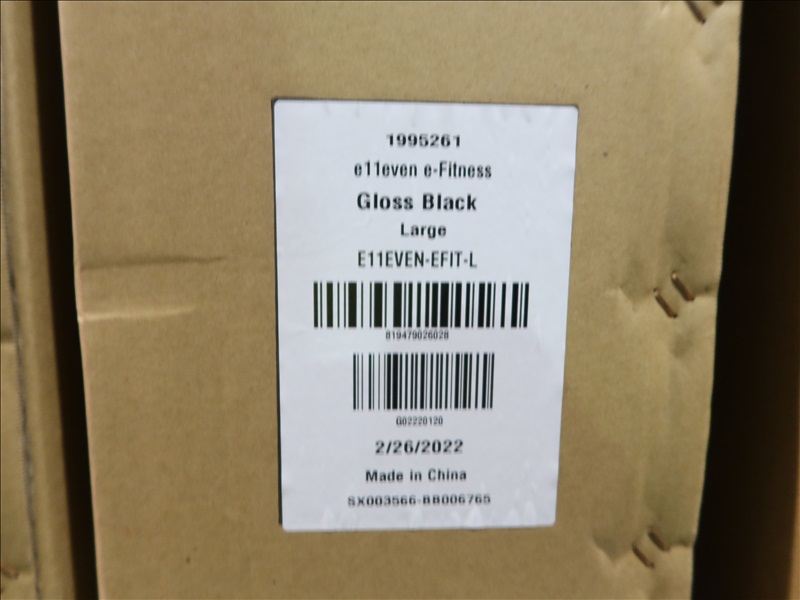 1995261
e11even e-Fitness
Gloss Black
Large
E11EVEN-EFIT-L
819479026028
G02220120
2/26/2022
Made in China
SX003566-BB006765